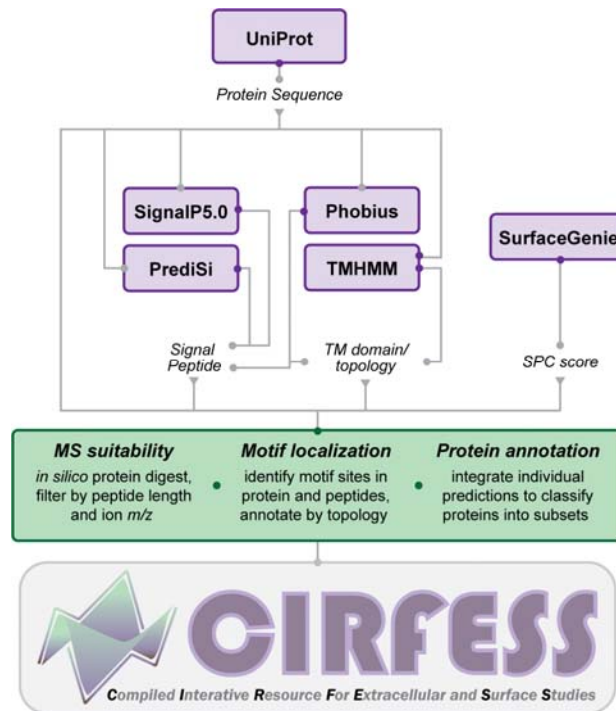 UniProt
Protein Sequence
SignalP5.0
Phobius
SurfaceGenie
PrediSi
TMHMM
Signal
Peptide
TM domain/
topology
SPC score
MS suitability
in silico protein digest,
filter by peptide length
and ion m/z
Motif localization
identify motif sites in
protein and peptides,
annotate by topology
Protein annotation
integrate individual
predictions to classify
proteins into subsets
CIRFESS
Compiled Interative Resource For Extracellular and Surface Studies